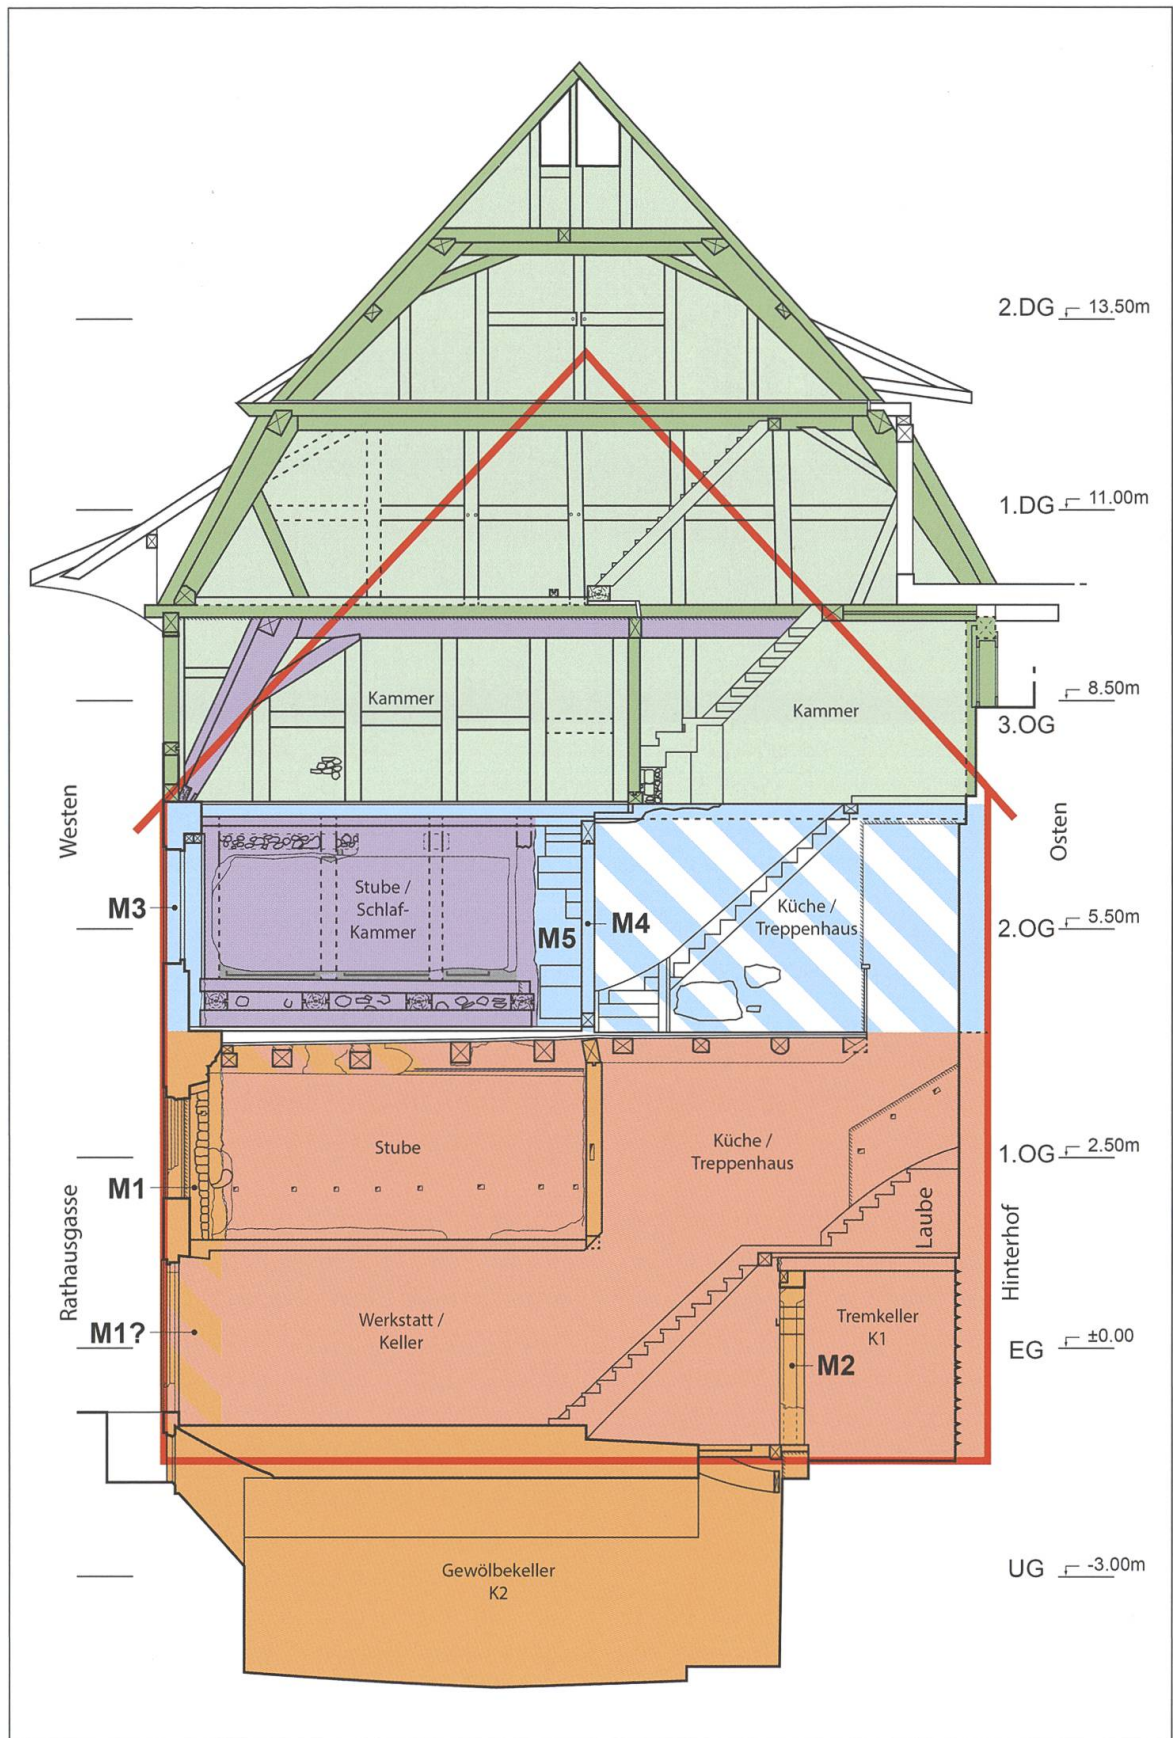 2.DG 13.50m
1.DG 11.00m
Kammer
8.50m
Kammer
3.OG
Westen
Osten
M3
Stube /
Schlaf-
Kammer
M5
M4
Küche /
Treppenhaus
2.OG 5.50m
Stube
Küche /
Treppenhaus
1.OG 2.50m
M1
Laube
Rathausgasse
Hinterhof
Werkstatt /
Keller
M1?
Tremkeller
K1
M2
EG ±0.00
Gewölbekeller
K2
UG -3.00m